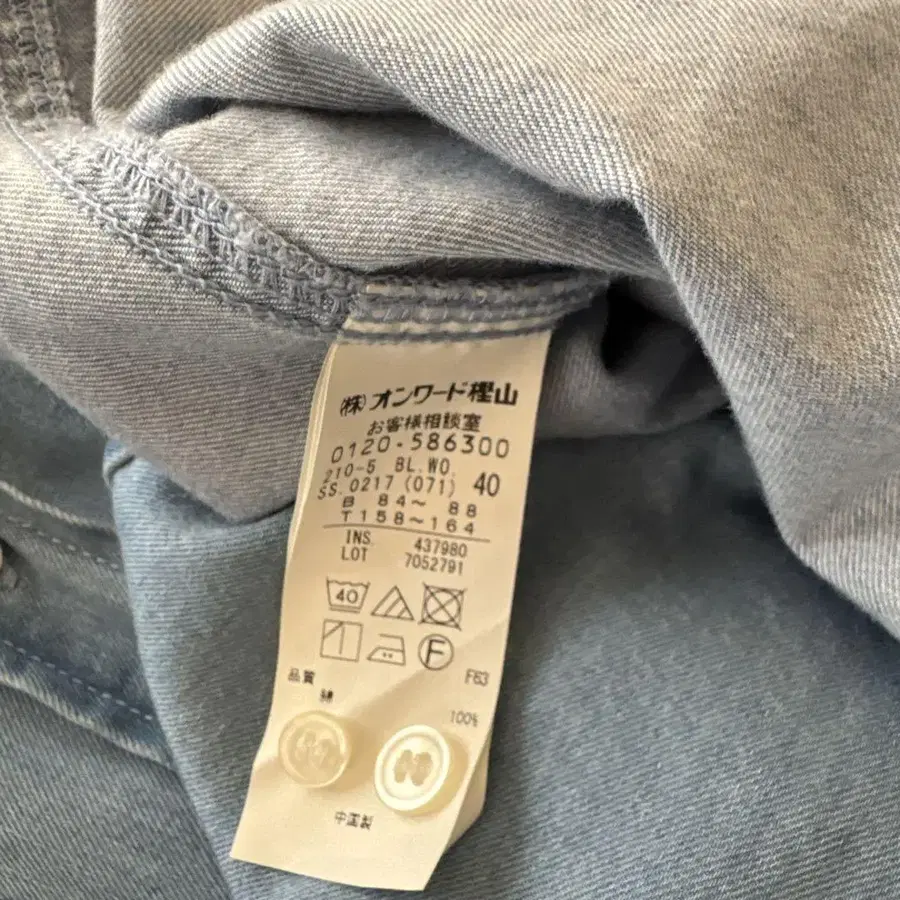 (株)オンワード樫山
お客様相談室
0120-586300
210-5 BL.WO.
SS.0217(071) 40
B 84～ 88
T158～164
INS. 437980
LOT 7052791
40
F
F63
品質
綿
100%
中国製